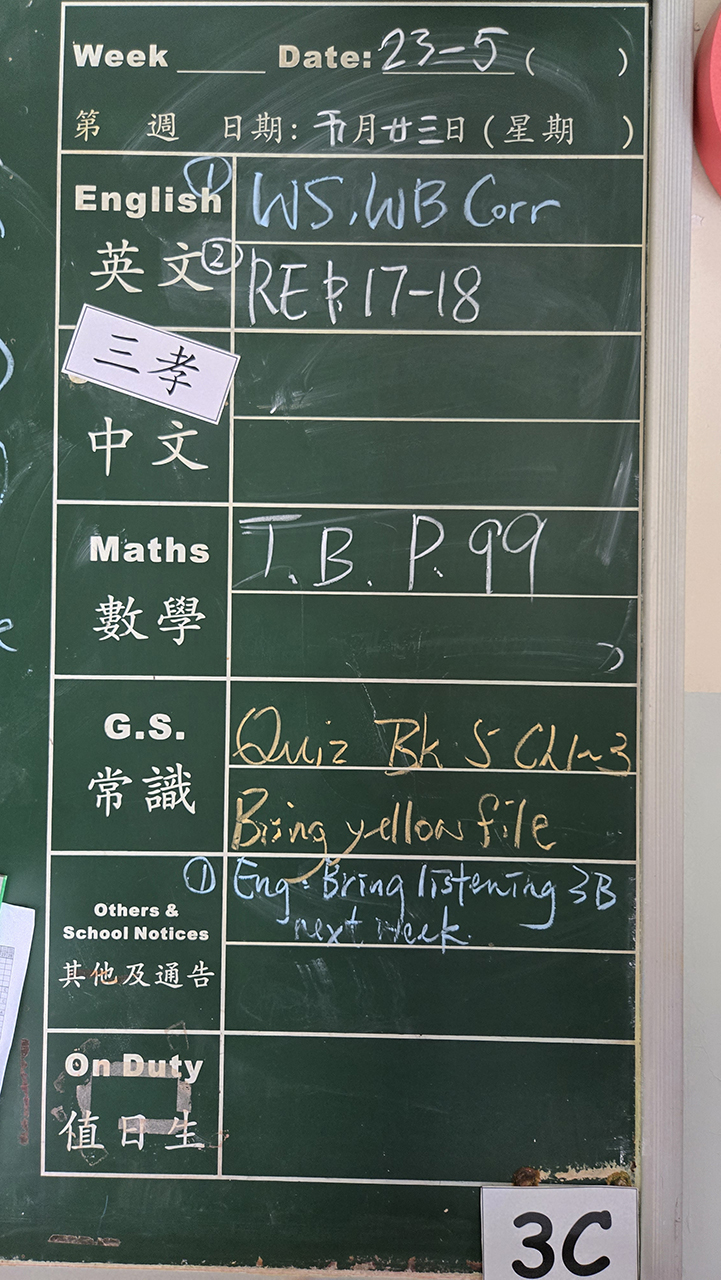 Week ____ Date: 23-5 ( )
第 週 日期: 五月廿三日 (星期 )
English ① WS, WB Corr
英文 ② RE P. 17-18
三孝
中文
Maths T.B. P. 99
數學
G.S. Quiz Bk 5 Ch1~3
常識 Bring yellow file
① Eng. Bring listening 3B
Others & next week.
School Notices
其他及通告
On Duty
值日生
3C